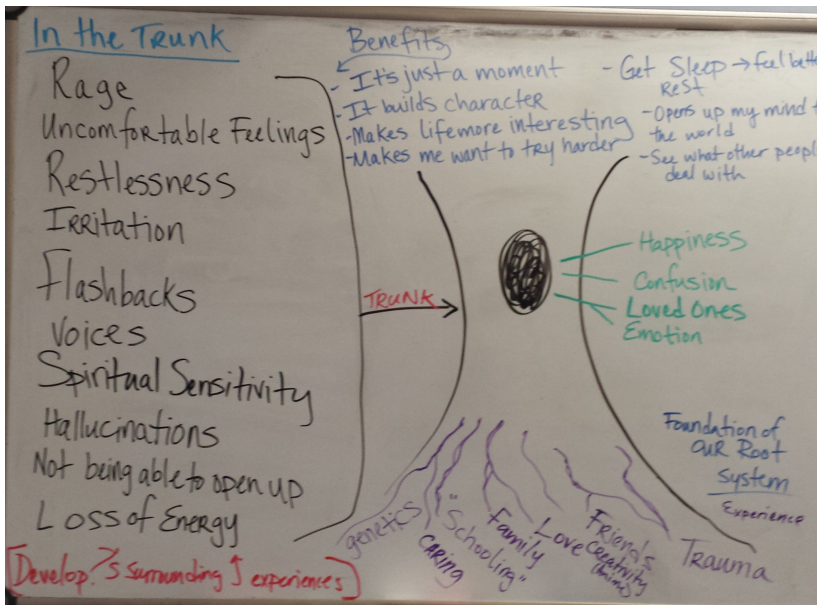 In the Trunk
Rage
Uncomfortable Feelings
Restlessness
Irritation
Flashbacks
Voices
Spiritual Sensitivity
Hallucinations
Not being able to open up
Loss of Energy
[Develop ?'s surrounding experiences]
Benefits
- It's just a moment
- It builds character
- Makes life more interesting
- Makes me want to try harder
- Get Sleep → feel
Rest
- Opens up my mind
the world
- See what other
deal with
TRUNK
Happiness
Confusion
Loved Ones
Emotion
Foundation of
our Root
System
Experience
genetics
CARING
"Schooling"
Family
Love
Friends
Creativity
Trauma